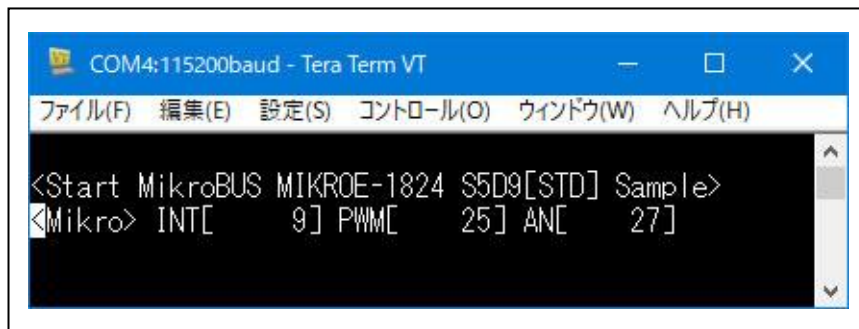 COM4:115200baud - Tera Term VT
ファイル(F) 編集(E) 設定(S) コントロール(O) ウィンドウ(W) ヘルプ(H)
<Start MikroBUS MIKROE-1824 S5D9[STD] Sample>
<Mikro> INT[ 9] PWM[ 25] AN[ 27]